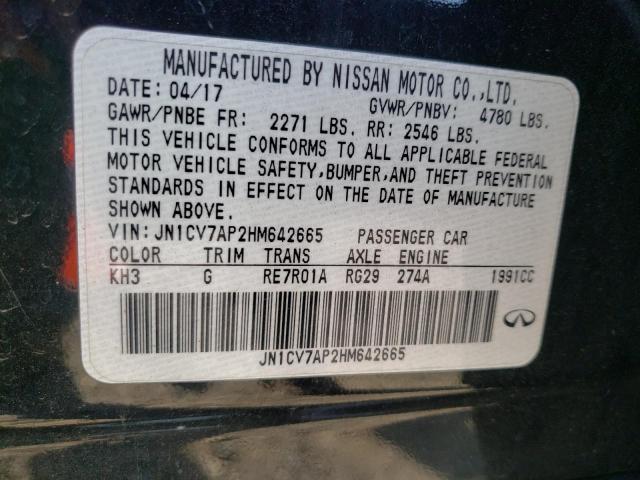 MANUFACTURED BY NISSAN MOTOR CO.,LTD.
DATE: 04/17 GVWR/PNBV: 4780 LBS.
GAWR/PNBE FR: 2271 LBS. RR: 2546 LBS.
THIS VEHICLE CONFORMS TO ALL APPLICABLE FEDERAL
MOTOR VEHICLE SAFETY,BUMPER,AND THEFT PREVENTION
STANDARDS IN EFFECT ON THE DATE OF MANUFACTURE
SHOWN ABOVE.
VIN:JN1CV7AP2HM642665 PASSENGER CAR
COLOR TRIM TRANS AXLE ENGINE
KH3 G RE7R01A RG29 274A 1991CC
JN1CV7AP2HM642665